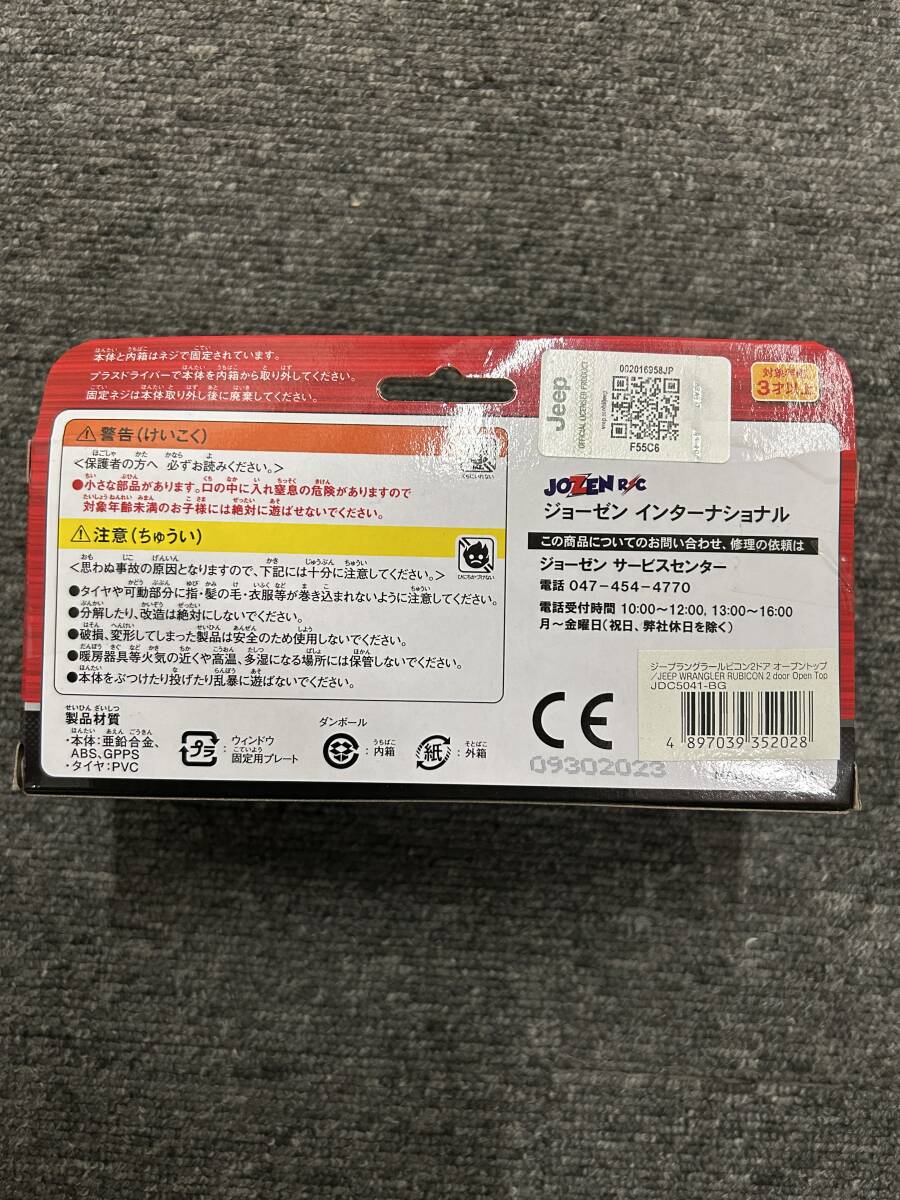 本体と内箱はネジで固定されています。
プラスドライバーで本体を内箱から取り外してください。
固定ネジは本体取り外し後に廃棄してください。
警告(けいこく)
<保護者の方へ 必ずお読みください。>
●小さな部品があります。口の中に入れ窒息の危険がありますので
対象年齢未満のお子様には絶対に遊ばせないでください。
くちにいれない
注意(ちゅうい)
<思わぬ事故の原因となりますので、下記には十分に注意してください。>
●タイヤや可動部分に指・髪の毛・衣服等が巻き込まれないように注意してください。
●分解したり、改造は絶対にしないでください。
●破損、変形してしまった製品は安全のため使用しないでください。
●暖房器具等火気の近くや高温、多湿になる場所には保管しないでください。
●本体をぶつけたり投げたり乱暴に遊ばないでください。
ひにちかづけない
製品材質
・本体:亜鉛合金、
ABS、GPPS
・タイヤ:PVC
プラ
:ウィンドウ
固定用プレート
ダンボール
:内箱
紙
:外箱
Jeep
OFFICIAL LICENSED PRODUCT
002016958JP
F55C6
3才以上
JOZEN R/C
ジョーゼン インターナショナル
この商品についてのお問い合わせ、修理の依頼は
ジョーゼン サービスセンター
電話 047-454-4770
電話受付時間 10:00〜12:00, 13:00〜16:00
月〜金曜日(祝日、弊社休日を除く)
CE
09302023
ジープラングラールビコン2ドア オープントップ
/JEEP WRANGLER RUBICON 2 door Open Top
JDC5041-BG
4 897039 352028